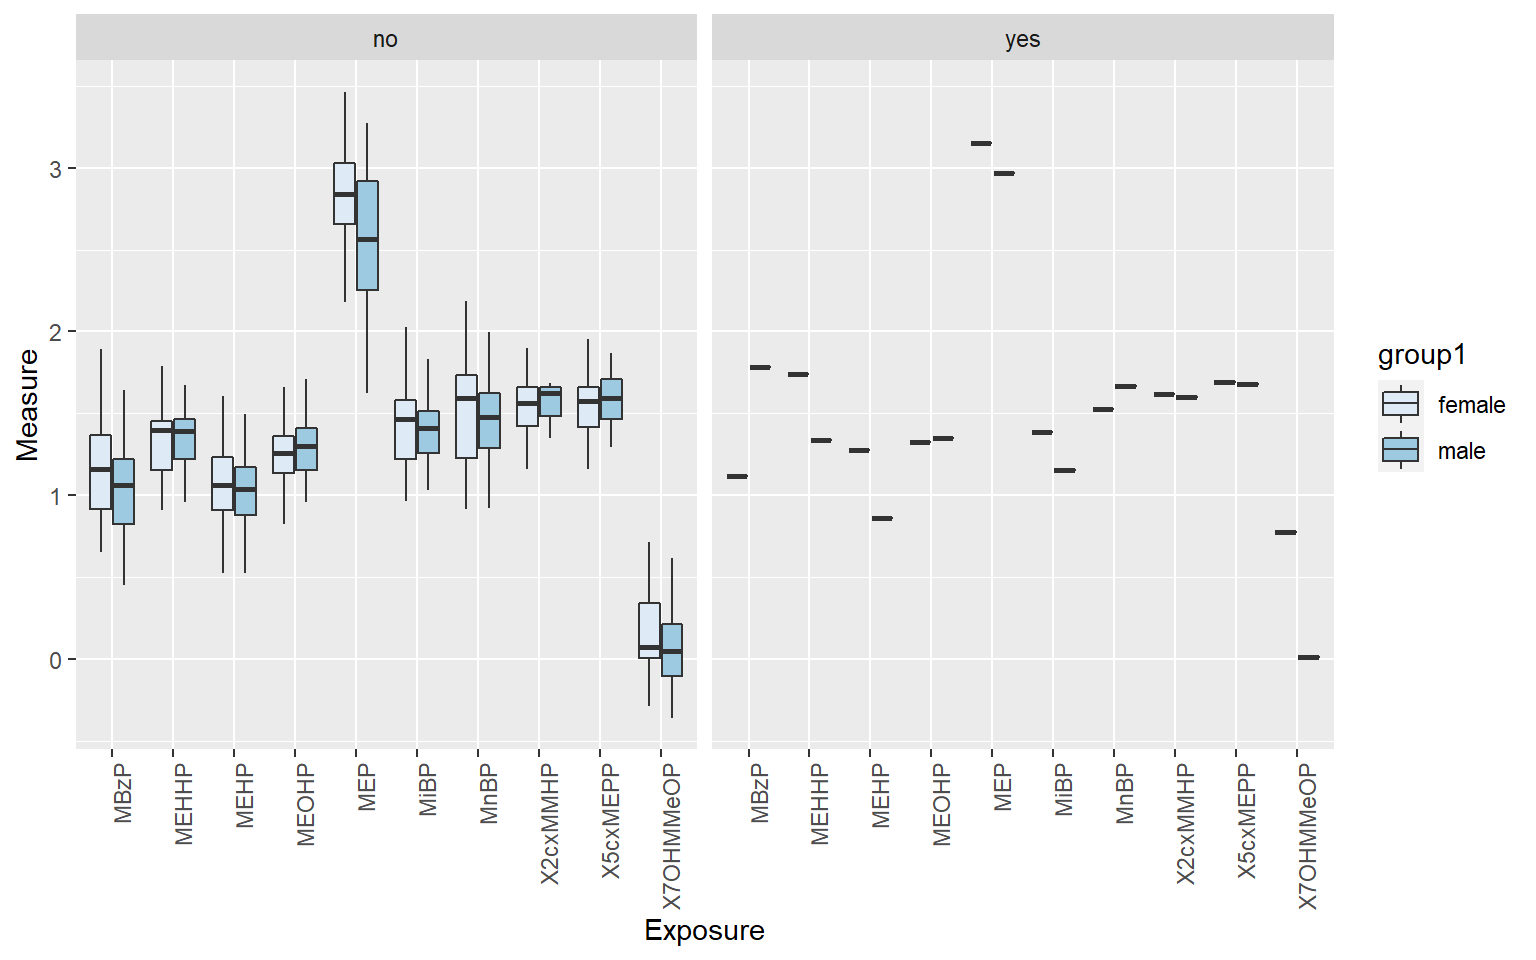 no
yes
3
2
1
0
Measure
MBzP
MEHHP
MEHP
MEOHP
MEP
MiBP
MnBP
X2cxMMHP
X5cxMEPP
X7OHMMeOP
MBzP
MEHHP
MEHP
MEOHP
MEP
MiBP
MnBP
X2cxMMHP
X5cxMEPP
X7OHMMeOP
Exposure
group1
female
male